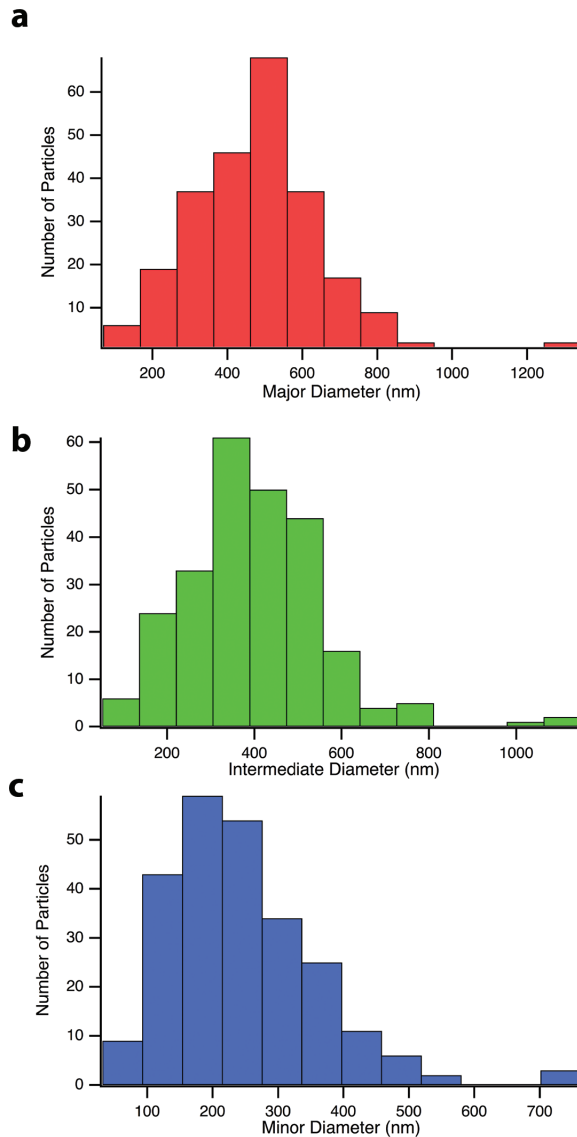 a
60
50
40
30
20
10
Number of Particles
200 400 600 800 1000 1200
Major Diameter (nm)
b
60
50
40
30
20
10
0
Number of Particles
200 400 600 800 1000
Intermediate Diameter (nm)
c
50
40
30
20
10
0
Number of Particles
100 200 300 400 500 600 700
Minor Diameter (nm)